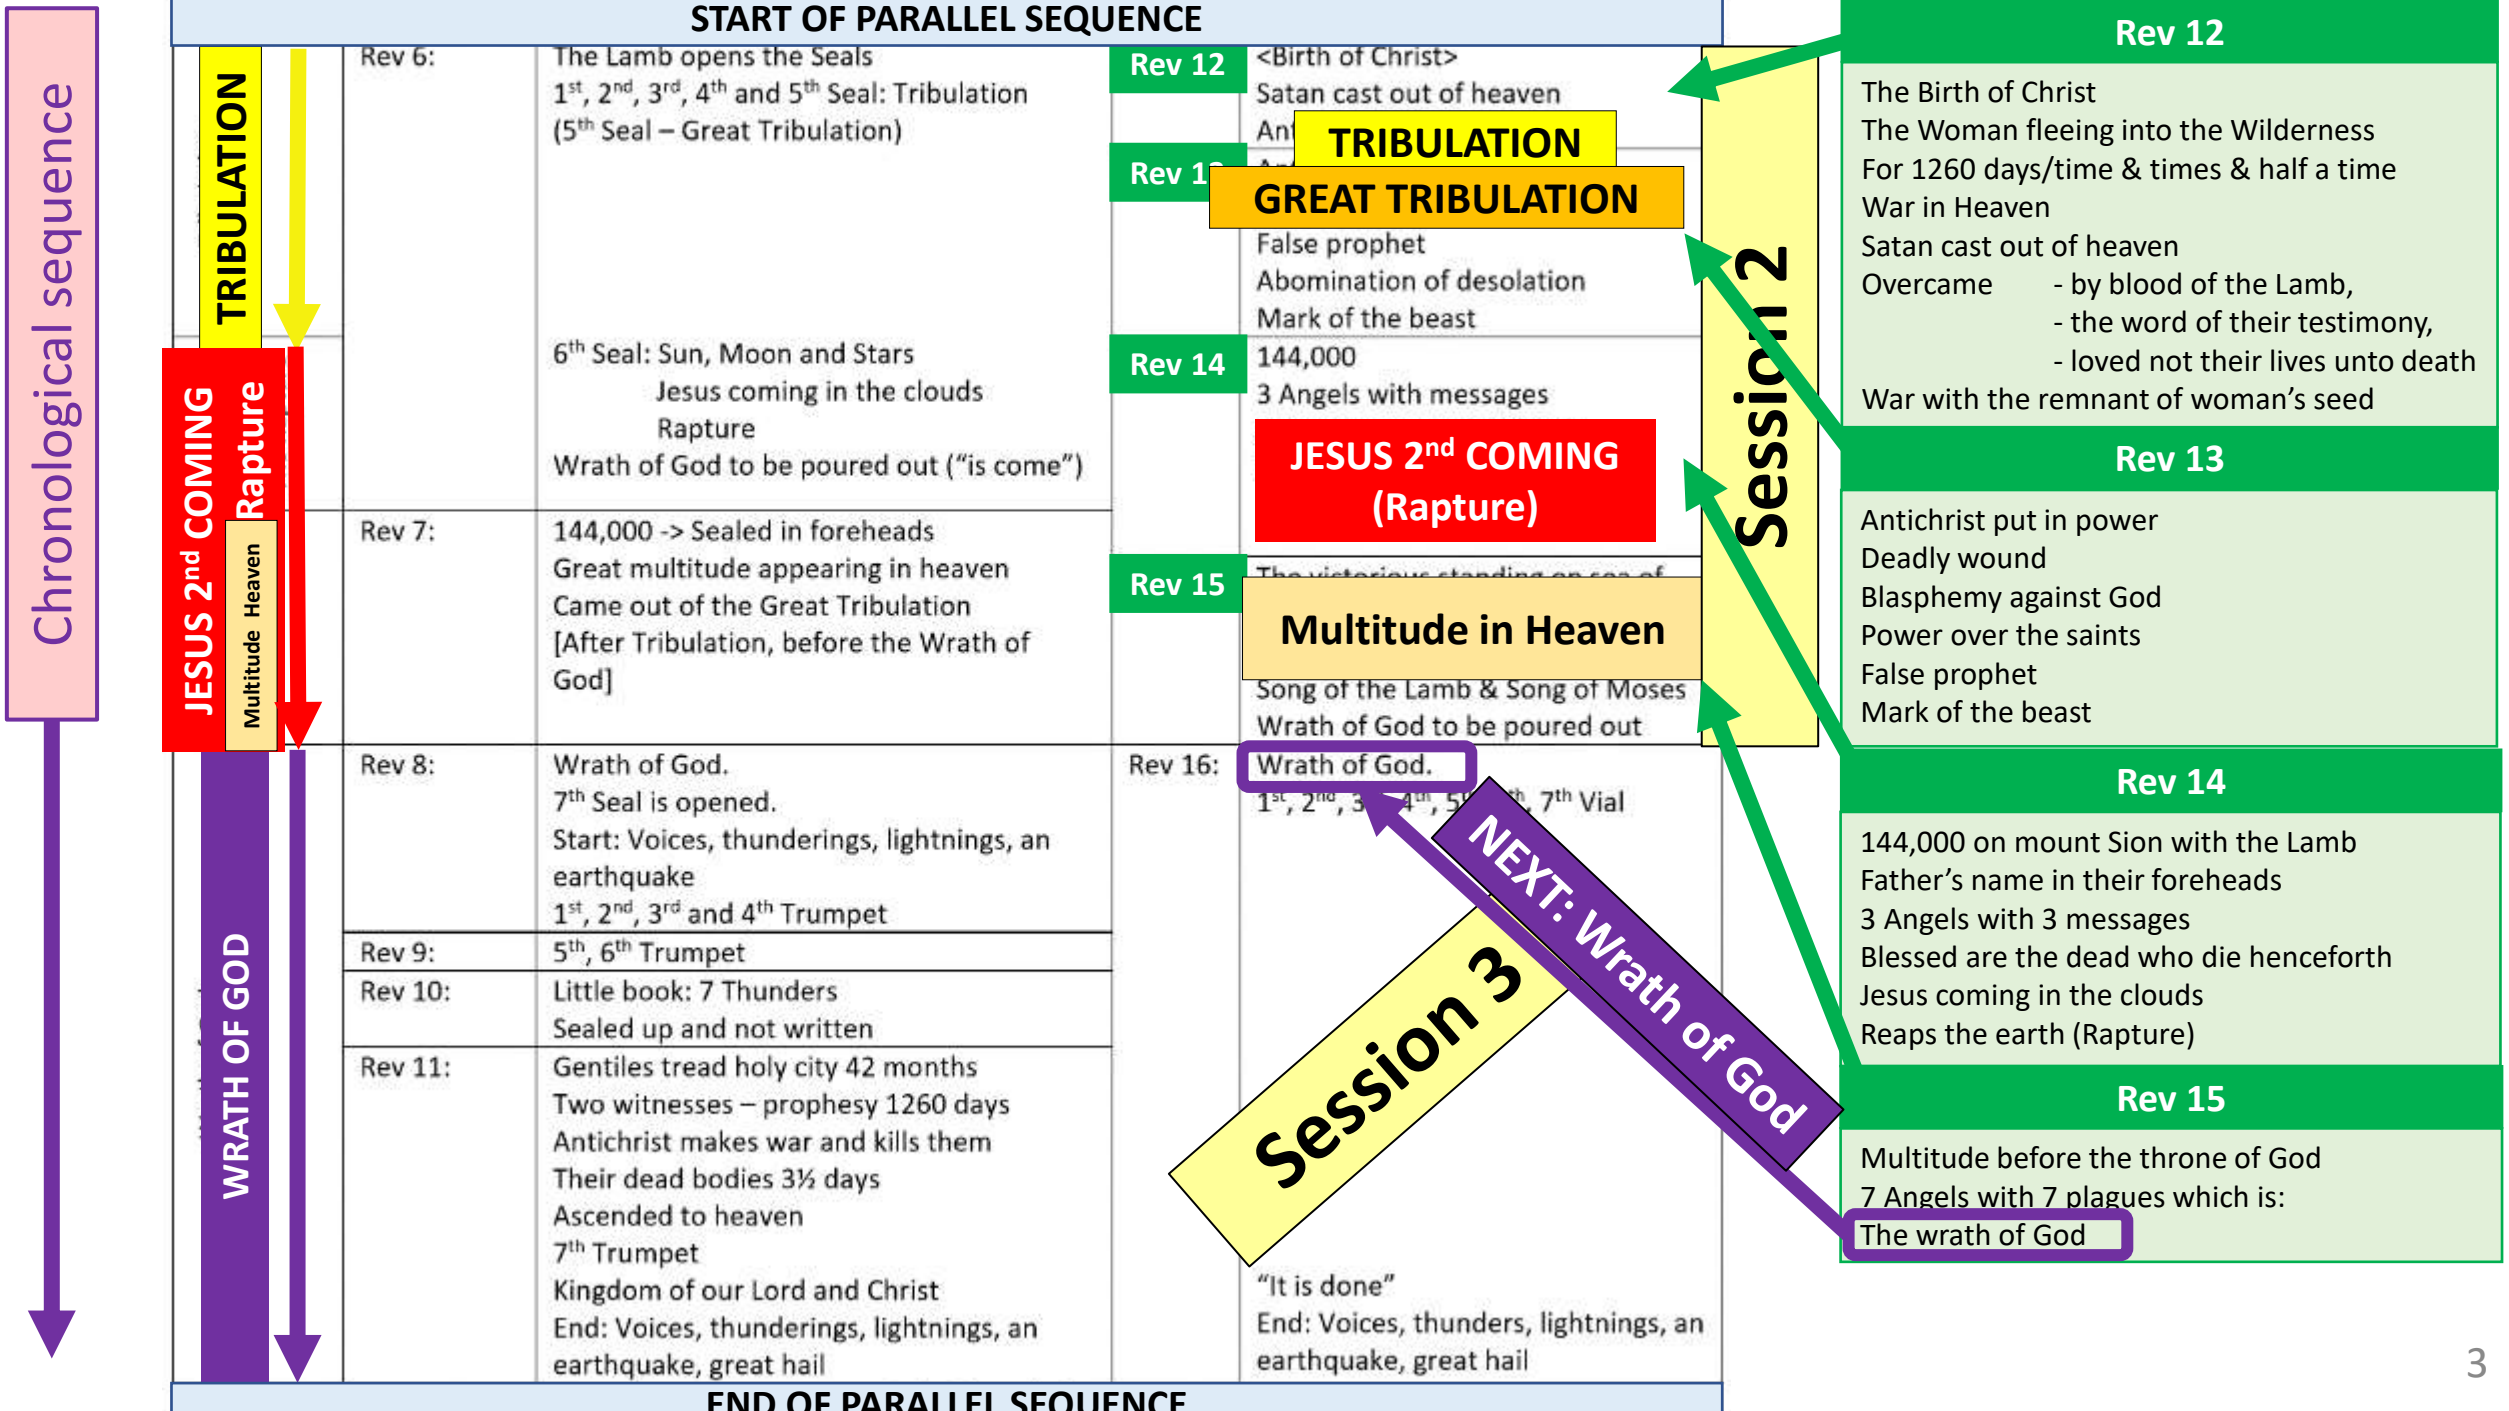 START OF PARALLEL SEQUENCE
Chronological sequence
TRIBULATION
JESUS 2nd COMING
Rapture
Multitude Heaven
WRATH OF GOD
Rev 6:
The Lamb opens the Seals
1st, 2nd, 3rd, 4th and 5th Seal: Tribulation
(5th Seal – Great Tribulation)
6th Seal: Sun, Moon and Stars
Jesus coming in the clouds
Rapture
Wrath of God to be poured out (“is come”)
Rev 7:
144,000 -> Sealed in foreheads
Great multitude appearing in heaven
Came out of the Great Tribulation
[After Tribulation, before the Wrath of
God]
Rev 8:
Wrath of God.
7th Seal is opened.
Start: Voices, thunderings, lightnings, an
earthquake
1st, 2nd, 3rd and 4th Trumpet
Rev 9:
5th, 6th Trumpet
Rev 10:
Little book: 7 Thunders
Sealed up and not written
Rev 11:
Gentiles tread holy city 42 months
Two witnesses – prophesy 1260 days
Antichrist makes war and kills them
Their dead bodies 3½ days
Ascended to heaven
7th Trumpet
Kingdom of our Lord and Christ
End: Voices, thunderings, lightnings, an
earthquake, great hail
Rev 12
<Birth of Christ>
Satan cast out of heaven
TRIBULATION
Rev 1
GREAT TRIBULATION
False prophet
Abomination of desolation
Mark of the beast
Rev 14
144,000
3 Angels with messages
JESUS 2nd COMING
(Rapture)
Rev 15
The victorious standing on sea of
Multitude in Heaven
Song of the Lamb & Song of Moses
Wrath of God to be poured out
Rev 16:
Wrath of God.
1st, 2nd, 3 4th, 5 th, 7th Vial
“It is done”
End: Voices, thunders, lightnings, an
earthquake, great hail
Session 2
Session 3
NEXT: Wrath of God
Rev 12
The Birth of Christ
The Woman fleeing into the Wilderness
For 1260 days/time & times & half a time
War in Heaven
Satan cast out of heaven
Overcame - by blood of the Lamb,
- the word of their testimony,
- loved not their lives unto death
War with the remnant of woman’s seed
Rev 13
Antichrist put in power
Deadly wound
Blasphemy against God
Power over the saints
False prophet
Mark of the beast
Rev 14
144,000 on mount Sion with the Lamb
Father’s name in their foreheads
3 Angels with 3 messages
Blessed are the dead who die henceforth
Jesus coming in the clouds
Reaps the earth (Rapture)
Rev 15
Multitude before the throne of God
7 Angels with 7 plagues which is:
The wrath of God
END OF PARALLEL SEQUENCE
3